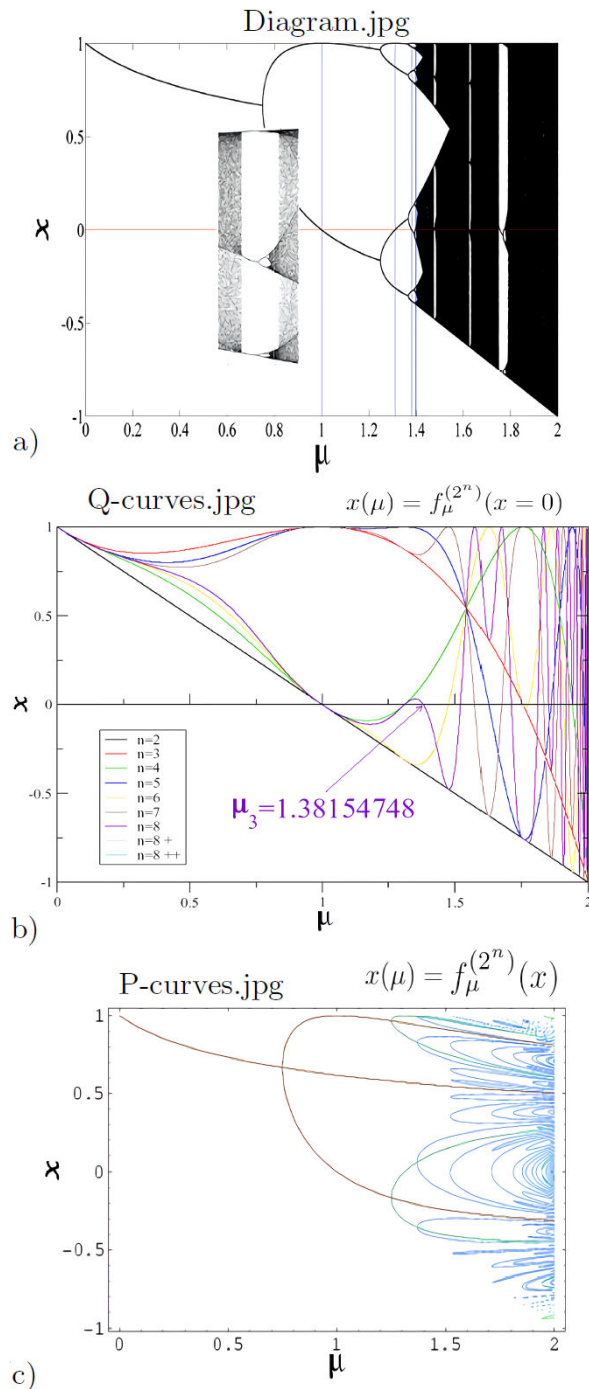 Diagram.jpg
1
0.5
0
-0.5
-1
x
0 0.2 0.4 0.6 0.8 1 1.2 1.4 1.6 1.8 2
μ
a)
Q-curves.jpg x(μ) = f_μ^(2^n)(x=0)
1
0.5
0
-0.5
-1
x
n=2
n=3
n=4
n=5
n=6
n=7
n=8
n=8 +
n=8 ++
μ_3=1.38154748
0 0.5 1 1.5 2
μ
b)
P-curves.jpg x(μ) = f_μ^(2^n)(x)
1
0.5
0
-0.5
-1
x
0 0.5 1 1.5 2
μ
c)